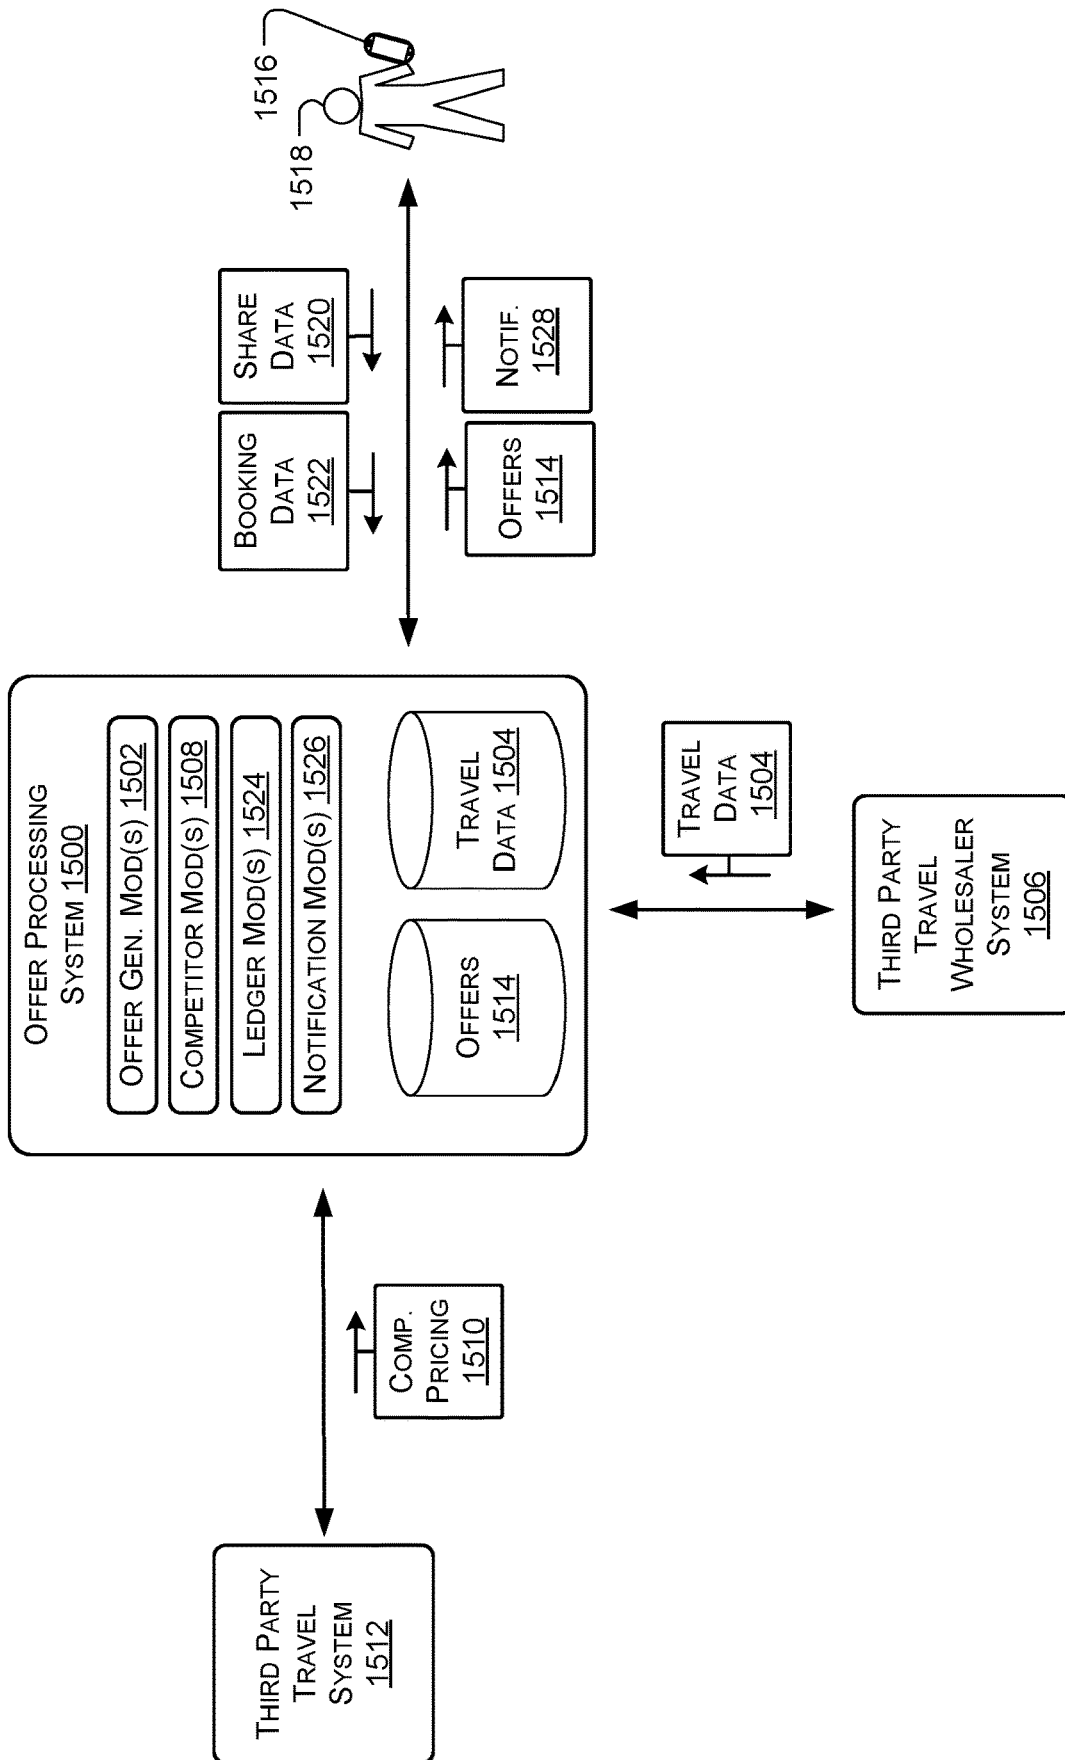 OFFER PROCESSING
SYSTEM 1500
OFFER GEN. MOD(S) 1502
COMPETITOR MOD(S) 1508
LEDGER MOD(S) 1524
NOTIFICATION MOD(S) 1526
OFFERS
1514
TRAVEL
DATA 1504
THIRD PARTY
TRAVEL
SYSTEM
1512
COMP.
PRICING
1510
BOOKING
DATA
1522
SHARE
DATA
1520
OFFERS
1514
NOTIF.
1528
1518
1516
TRAVEL
DATA
1504
THIRD PARTY
TRAVEL
WHOLESALER
SYSTEM
1506